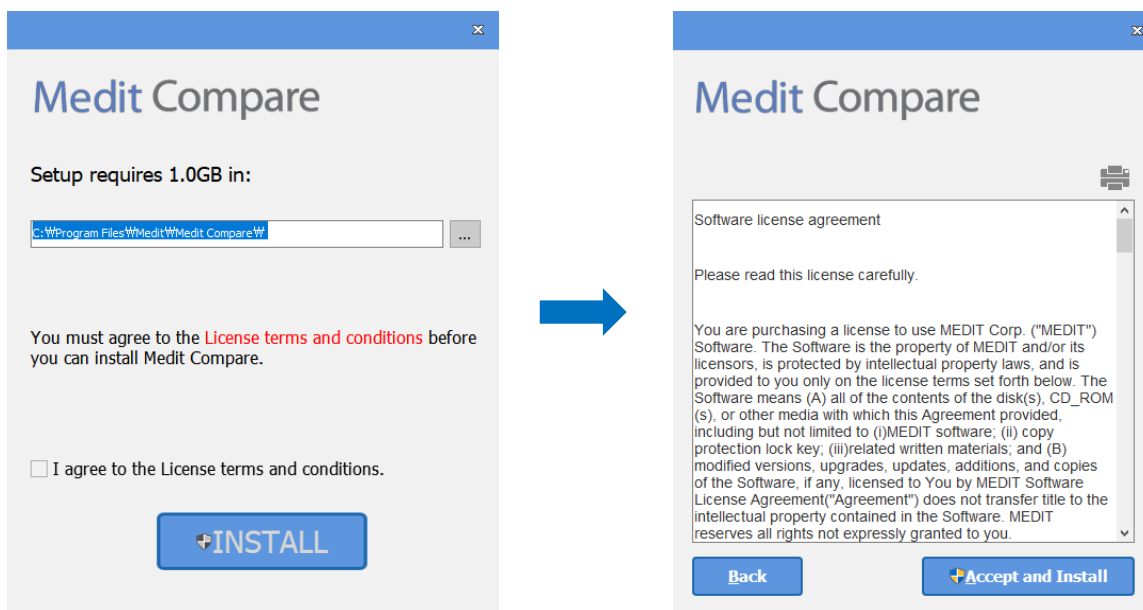 Medit Compare
Setup requires 1.0GB in:
C:₩Program Files₩Medit₩Medit Compare₩
...
You must agree to the License terms and conditions before
you can install Medit Compare.
I agree to the License terms and conditions.
INSTALL
Medit Compare
Software license agreement
Please read this license carefully.
You are purchasing a license to use MEDIT Corp. ("MEDIT")
Software. The Software is the property of MEDIT and/or its
licensors, is protected by intellectual property laws, and is
provided to you only on the license terms set forth below. The
Software means (A) all of the contents of the disk(s), CD_ROM
(s), or other media with which this Agreement provided,
including but not limited to (i)MEDIT software; (ii) copy
protection lock key; (iii)related written materials; and (B)
modified versions, upgrades, updates, additions, and copies
of the Software, if any, licensed to You by MEDIT Software
License Agreement("Agreement") does not transfer title to the
intellectual property contained in the Software. MEDIT
reserves all rights not expressly granted to you.
Back
Accept and Install